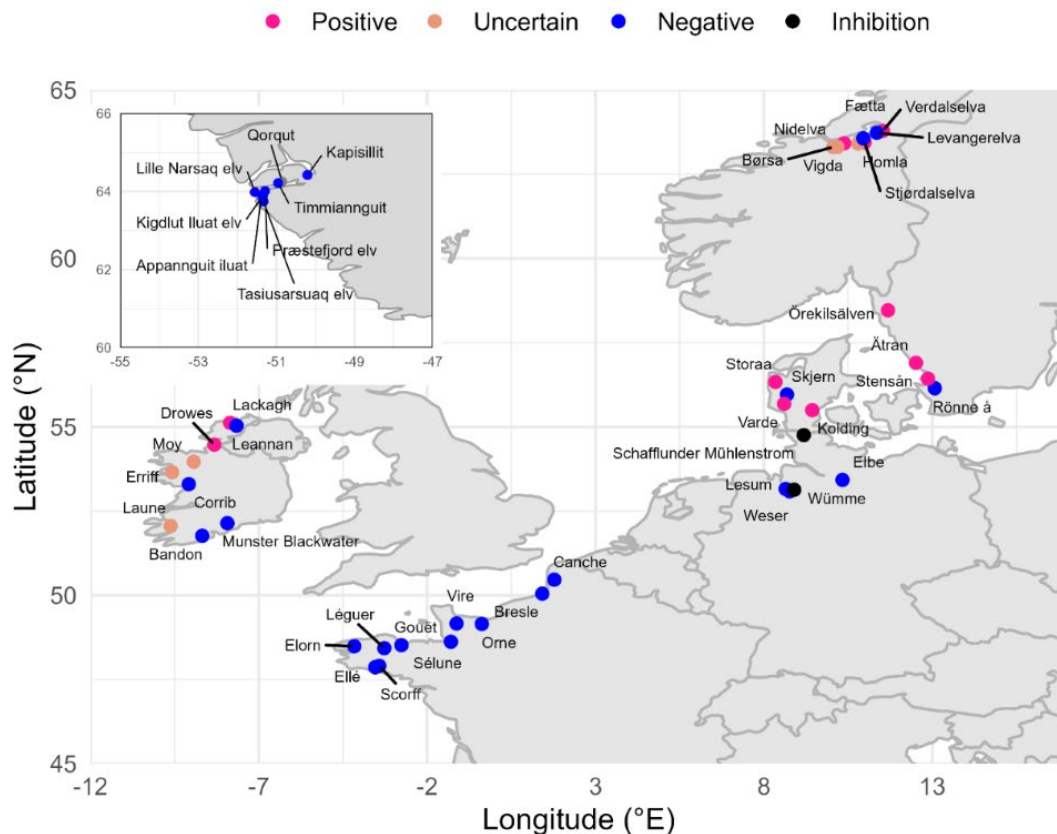 Positive Uncertain Negative Inhibition
65
60
55
50
45
Latitude (°N)
66
64
62
60
-55 -53 -51 -49 -47
Qorqut
Kapisillit
Lille Narsaq elv
Timmiannguit
Kigdlut Iluat elv
Præstefjord elv
Appannguit iluat
Tasiusarsuaq elv
Fætta
Verdalselva
Nidelva
Levangerelva
Børsa
Vigda
Homla
Stjørdalselva
Örekilsälven
Ätran
Storaa
Skjern
Stensån
Rönne å
Varde
Kolding
Schafflunder Mühlenstrom
Elbe
Lesum
Wümme
Weser
Lackagh
Drowes
Leannan
Moy
Erriff
Corrib
Laune
Munster Blackwater
Bandon
Canche
Vire
Bresle
Léguer
Gouët
Orne
Elorn
Sélune
Ellé
Scorff
-12 -7 -2 3 8 13
Longitude (°E)